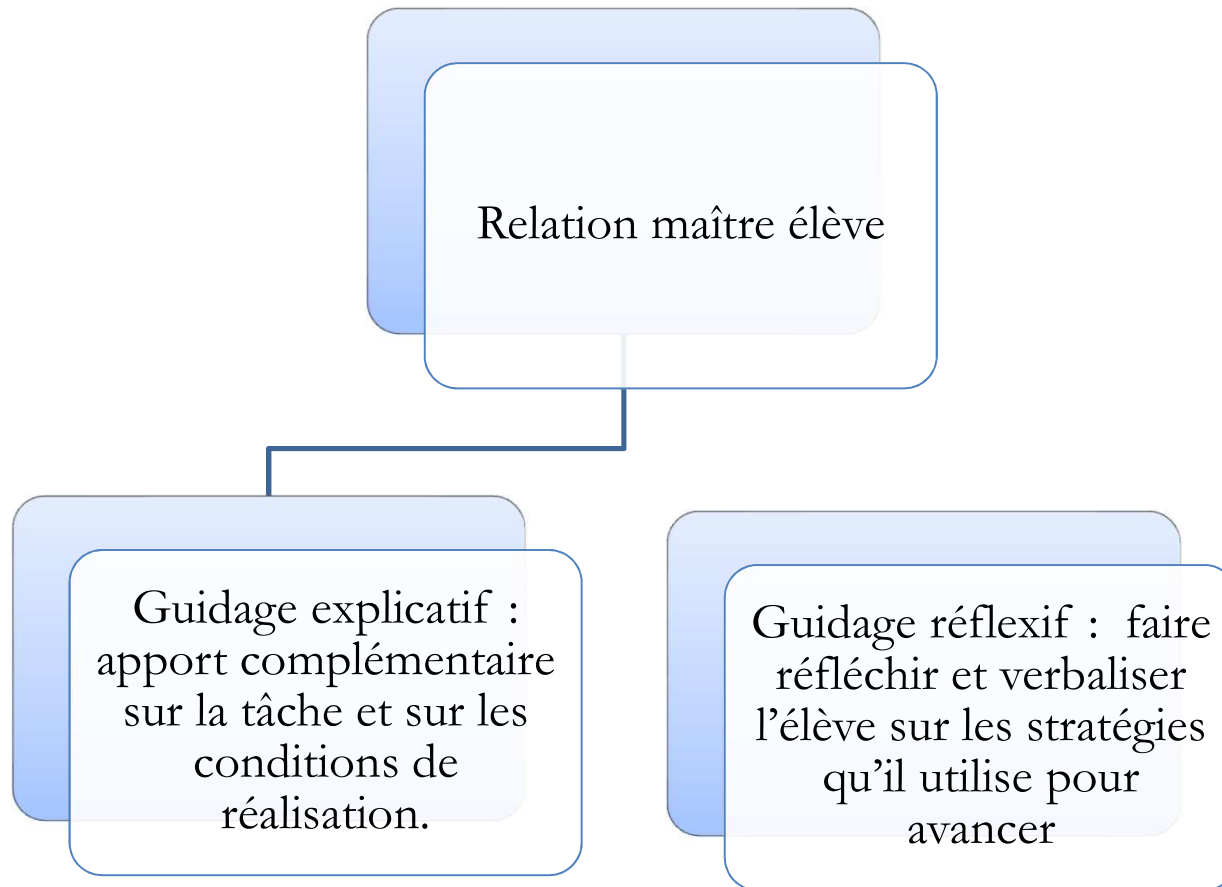 Relation maître élève
Guidage explicatif :
apport complémentaire
sur la tâche et sur les
conditions de
réalisation.
Guidage réflexif :  faire
réfléchir et verbaliser
l’élève sur les stratégies
qu’il utilise pour
avancer